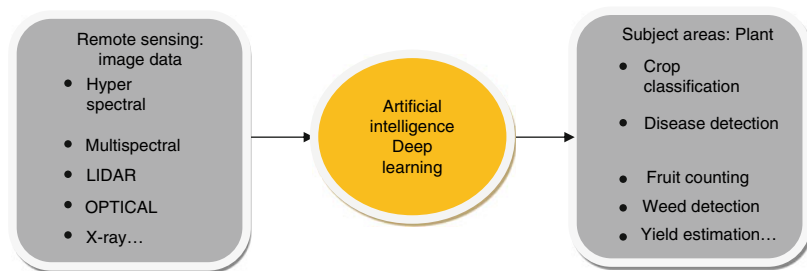 Remote sensing:
image data
• Hyper
spectral
• Multispectral
• LIDAR
• OPTICAL
• X-ray...
Artificial
intelligence
Deep
learning
Subject areas: Plant
• Crop
classification
• Disease detection
• Fruit counting
• Weed detection
• Yield estimation...